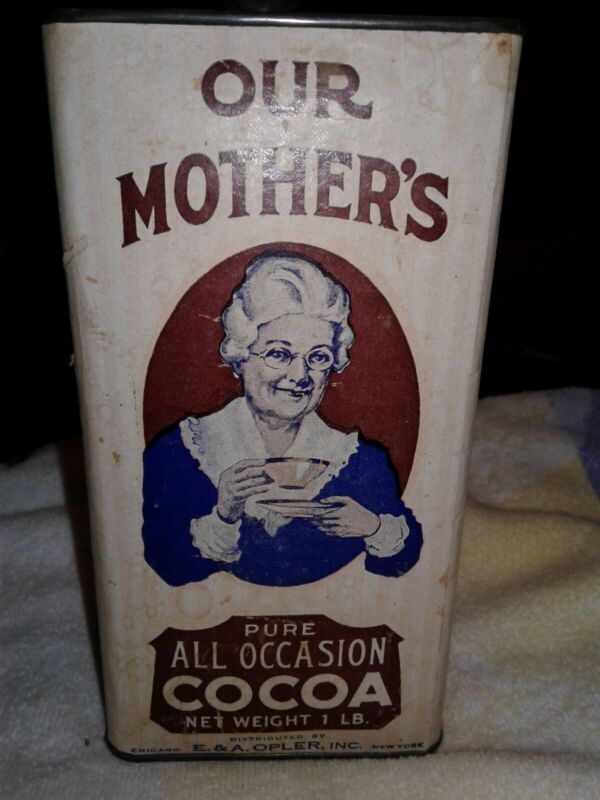 OUR
MOTHER'S
PURE
ALL OCCASION
COCOA
NET WEIGHT 1 LB.
DISTRIBUTED BY
CHICAGO E. & A. OPLER, INC. NEW YORK